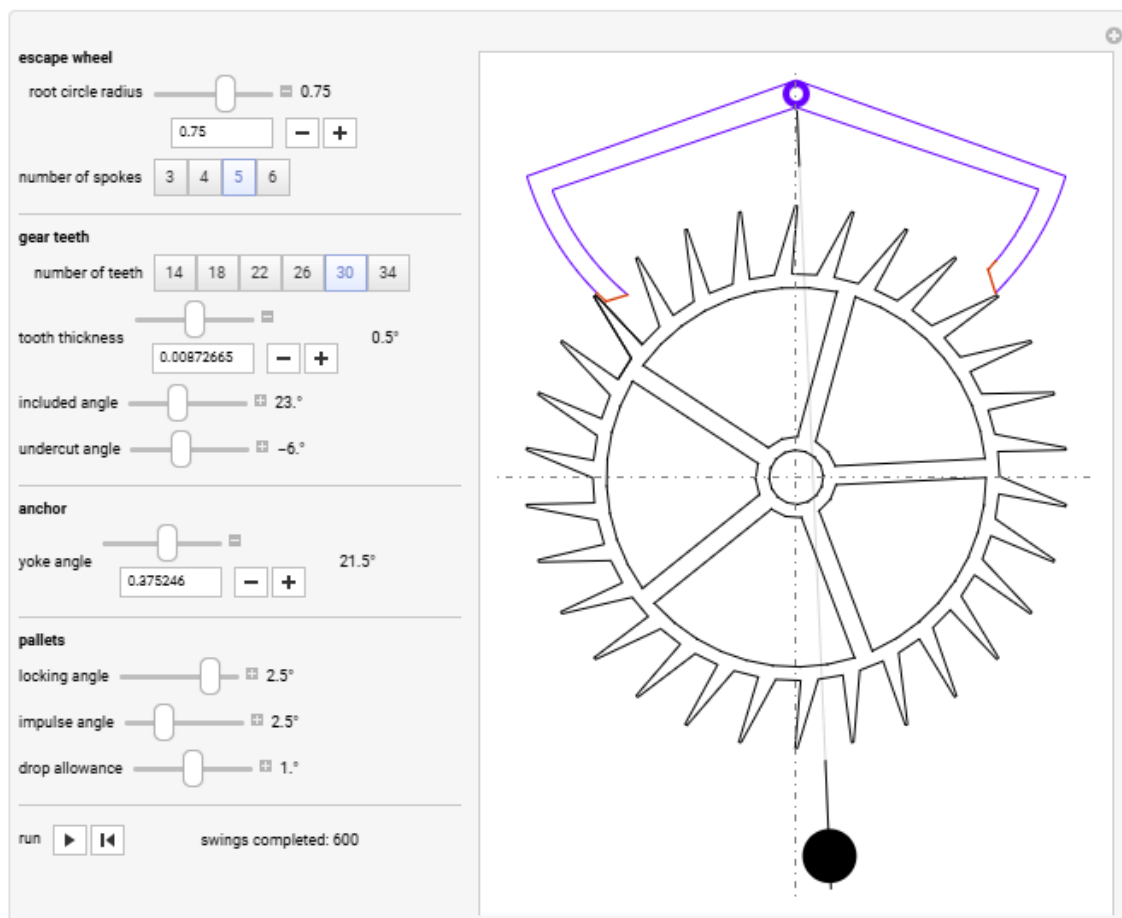 escape wheel
root circle radius 0.75
0.75
number of spokes 3 4 5 6
gear teeth
number of teeth 14 18 22 26 30 34
tooth thickness 0.5°
0.00872665
included angle 23.°
undercut angle −6.°
anchor
yoke angle 21.5°
0.375246
pallets
locking angle 2.5°
impulse angle 2.5°
drop allowance 1.°
run swings completed: 600